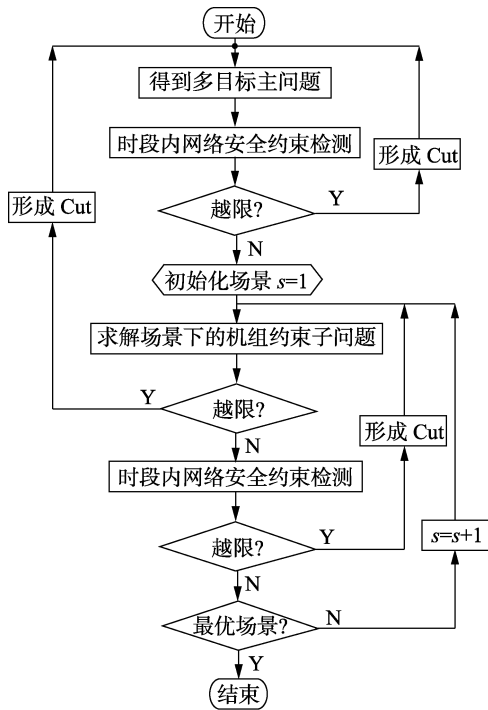 开始
得到多目标主问题
时段内网络安全约束检测
形成 Cut
形成 Cut
越限?
Y
N
初始化场景 s=1
求解场景下的机组约束子问题
Y
越限?
形成 Cut
N
时段内网络安全约束检测
越限?
Y
s=s+1
N
最优场景?
N
Y
结束